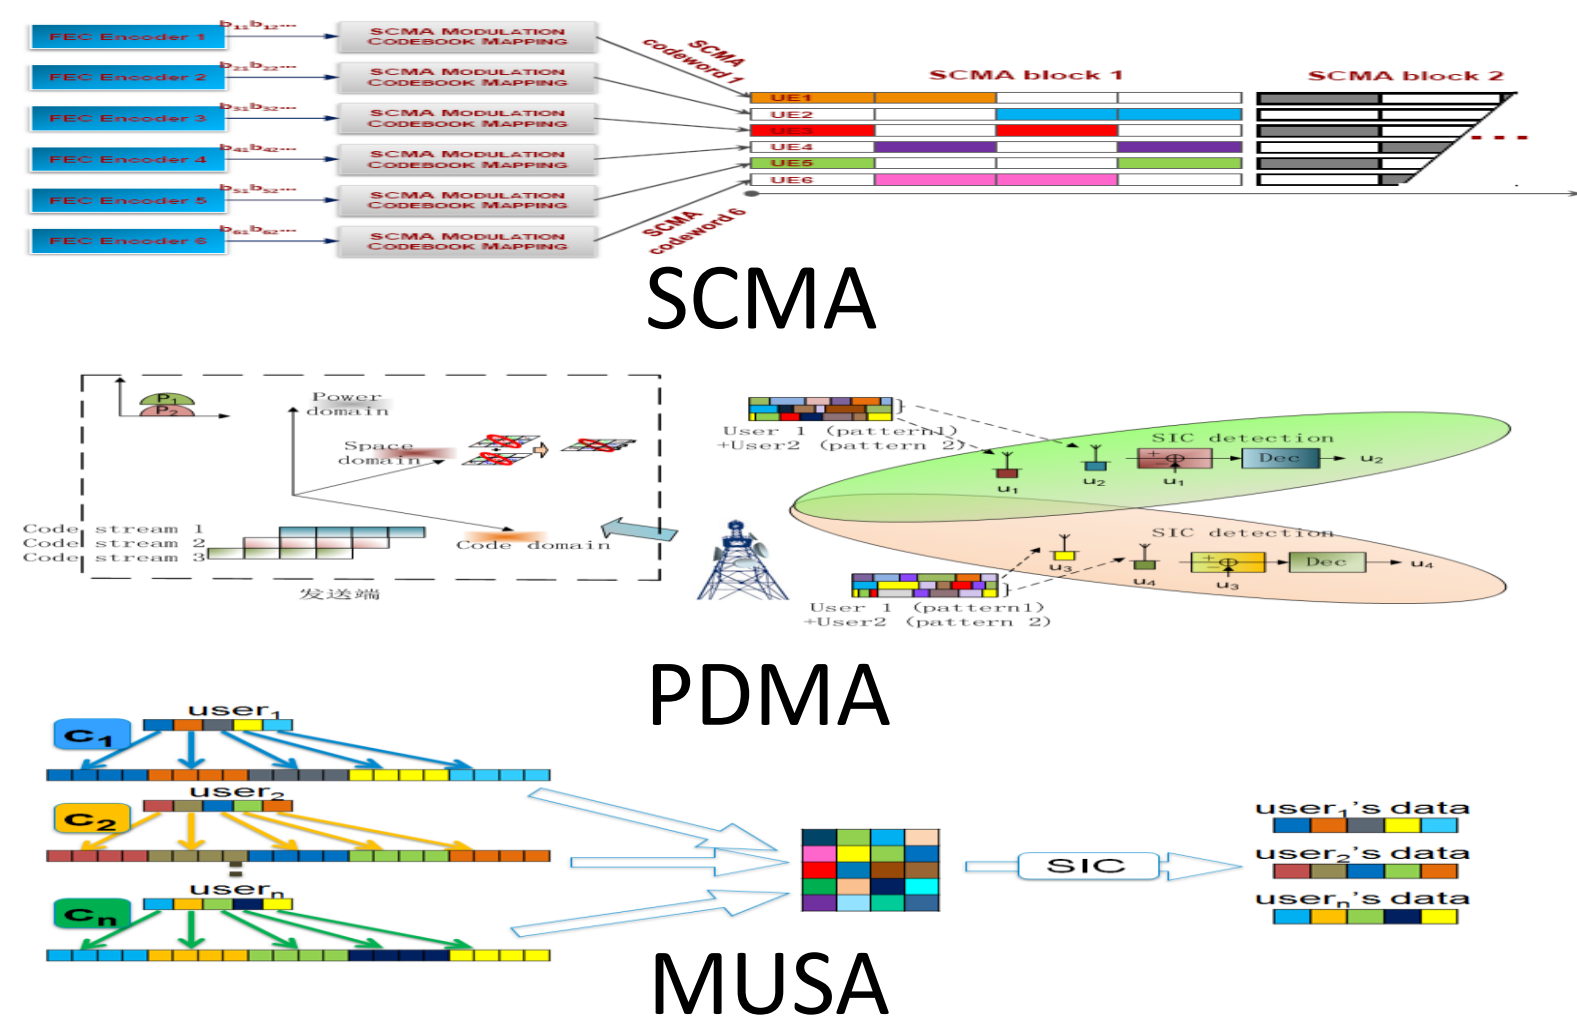 FEC Encoder 1
b₁₁b₁₂...
SCMA MODULATION
CODEBOOK MAPPING
FEC Encoder 2
b₂₁b₂₂...
SCMA MODULATION
CODEBOOK MAPPING
FEC Encoder 3
b₃₁b₃₂...
SCMA MODULATION
CODEBOOK MAPPING
FEC Encoder 4
b₄₁b₄₂...
SCMA MODULATION
CODEBOOK MAPPING
FEC Encoder 5
b₅₁b₅₂...
SCMA MODULATION
CODEBOOK MAPPING
FEC Encoder 6
b₆₁b₆₂...
SCMA MODULATION
CODEBOOK MAPPING
SCMA
codeword 1
SCMA
codeword 6
SCMA block 1
SCMA block 2
UE1
UE2
UE3
UE4
UE5
UE6
SCMA
P₁
P₂
Power
domain
Space
domain
Code domain
Code stream 1
Code stream 2
Code stream 3
发送端
User 1 (pattern1)
+User2 (pattern 2)
u₁
u₂
SIC detection
+
−
u₁
Dec
u₂
User 1 (pattern1)
+User2 (pattern 2)
u₃
u₄
SIC detection
+
−
u₃
Dec
u₄
PDMA
user₁
c₁
user₂
c₂
userₙ
cₙ
SIC
user₁'s data
user₂'s data
userₙ's data
MUSA